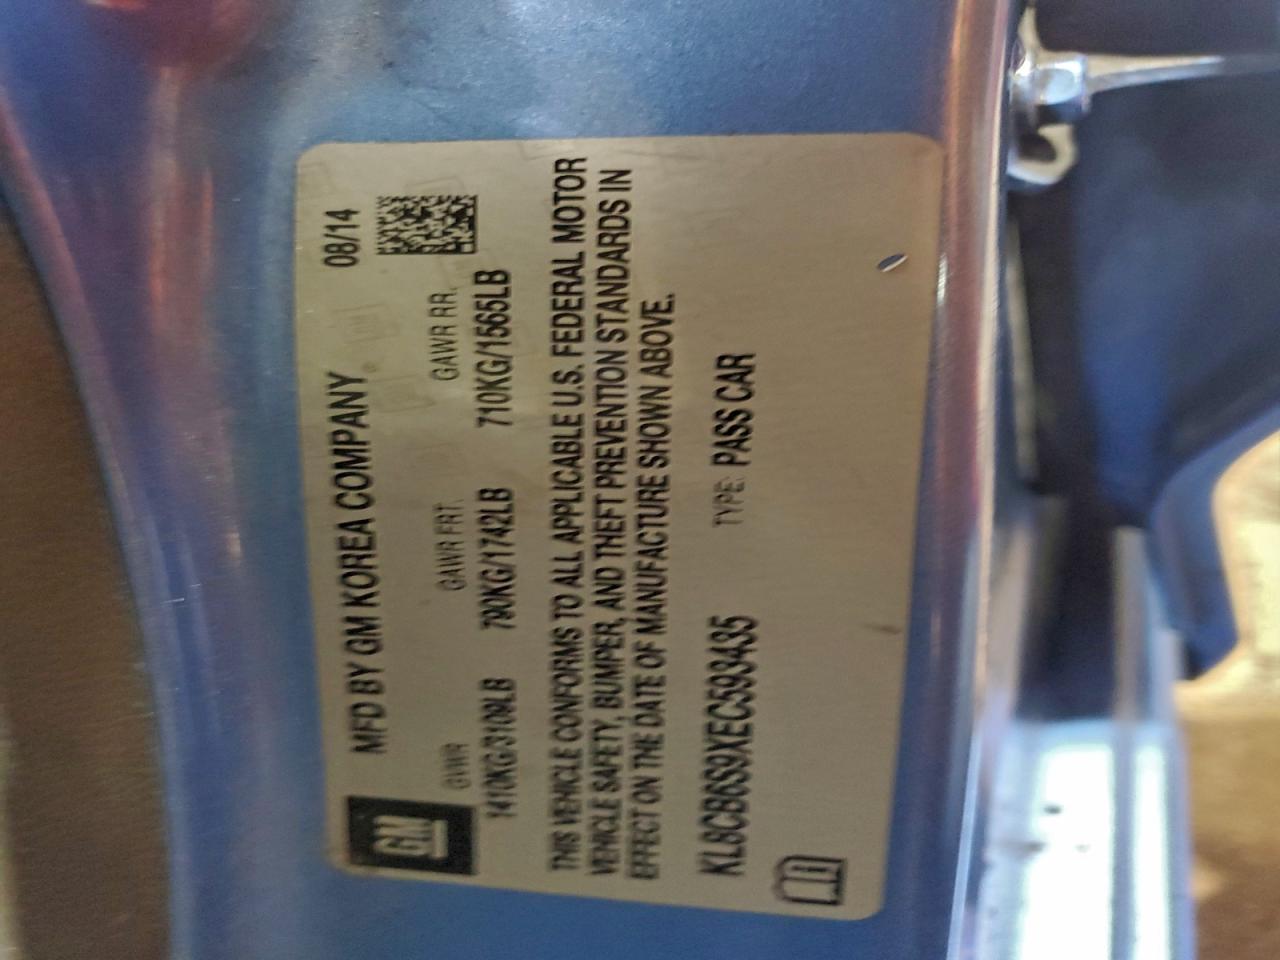 GM
MFD BY GM KOREA COMPANY 08/14
GVWR GAWR FRT. GAWR RR.
1410KG/3109LB 790KG/1742LB 710KG/1565LB
THIS VEHICLE CONFORMS TO ALL APPLICABLE U.S. FEDERAL MOTOR
VEHICLE SAFETY, BUMPER, AND THEFT PREVENTION STANDARDS IN
EFFECT ON THE DATE OF MANUFACTURE SHOWN ABOVE.
KL8CB6S9XEC593435 TYPE: PASS CAR